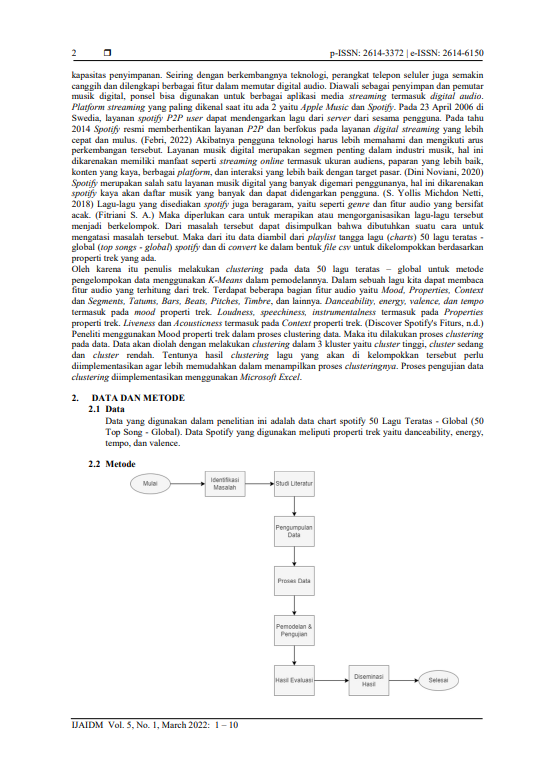 2 ❒ p-ISSN: 2614-3372 | e-ISSN: 2614-6150
kapasitas penyimpanan. Seiring dengan berkembangnya teknologi, perangkat telepon seluler juga semakin
canggih dan dilengkapi berbagai fitur dalam memutar digital audio. Diawali sebagai penyimpan dan pemutar
musik digital, ponsel bisa digunakan untuk berbagai aplikasi media streaming termasuk digital audio.
Platform streaming yang paling dikenal saat itu ada 2 yaitu Apple Music dan Spotify. Pada 23 April 2006 di
Swedia, layanan spotify P2P user dapat mendengarkan lagu dari server dari sesama pengguna. Pada tahu
2014 Spotify resmi memberhentikan layanan P2P dan berfokus pada layanan digital streaming yang lebih
cepat dan mulus. (Febri, 2022) Akibatnya pengguna teknologi harus lebih memahami dan mengikuti arus
perkembangan tersebut. Layanan musik digital merupakan segmen penting dalam industri musik, hal ini
dikarenakan memiliki manfaat seperti streaming online termasuk ukuran audiens, paparan yang lebih baik,
konten yang kaya, berbagai platform, dan interaksi yang lebih baik dengan target pasar. (Dini Noviani, 2020)
Spotify merupakan salah satu layanan musik digital yang banyak digemari penggunanya, hal ini dikarenakan
spotify kaya akan daftar musik yang banyak dan dapat didengarkan pengguna. (S. Yollis Michdon Netti,
2018) Lagu-lagu yang disediakan spotify juga beragaram, yaitu seperti genre dan fitur audio yang bersifat
acak. (Fitriani S. A.) Maka diperlukan cara untuk merapikan atau mengorganisasikan lagu-lagu tersebut
menjadi berkelompok. Dari masalah tersebut dapat disimpulkan bahwa dibutuhkan suatu cara untuk
mengatasi masalah tersebut. Maka dari itu data diambil dari playlist tangga lagu (charts) 50 lagu teratas -
global (top songs - global) spotify dan di convert ke dalam bentuk file csv untuk dikelompokkan berdasarkan
properti trek yang ada.
Oleh karena itu penulis melakukan clustering pada data 50 lagu teratas – global untuk metode
pengelompokan data menggunakan K-Means dalam pemodelannya. Dalam sebuah lagu kita dapat membaca
fitur audio yang terhitung dari trek. Terdapat beberapa bagian fitur audio yaitu Mood, Properties, Context
dan Segments, Tatums, Bars, Beats, Pitches, Timbre, dan lainnya. Danceability, energy, valence, dan tempo
termasuk pada mood properti trek. Loudness, speechiness, instrumentalness termasuk pada Properties
properti trek. Liveness dan Acousticness termasuk pada Context properti trek. (Discover Spotify's Fiturs, n.d.)
Peneliti menggunakan Mood properti trek dalam proses clustering data. Maka itu dilakukan proses clustering
pada data. Data akan diolah dengan melakukan clustering dalam 3 kluster yaitu cluster tinggi, cluster sedang
dan cluster rendah. Tentunya hasil clustering lagu yang akan di kelompokkan tersebut perlu
diimplementasikan agar lebih memudahkan dalam menampilkan proses clusteringnya. Proses pengujian data
clustering diimplementasikan menggunakan Microsoft Excel.
2. DATA DAN METODE
2.1 Data
Data yang digunakan dalam penelitian ini adalah data chart spotify 50 Lagu Teratas - Global (50
Top Song - Global). Data Spotify yang digunakan meliputi properti trek yaitu danceability, energy,
tempo, dan valence.
2.2 Metode
Mulai
Identifikasi
Masalah
Studi Literatur
Pengumpulan
Data
Proses Data
Pemodelan &
Pengujian
Hasil Evaluasi
Diseminasi
Hasil
Selesai
IJAIDM Vol. 5, No. 1, March 2022: 1 – 10